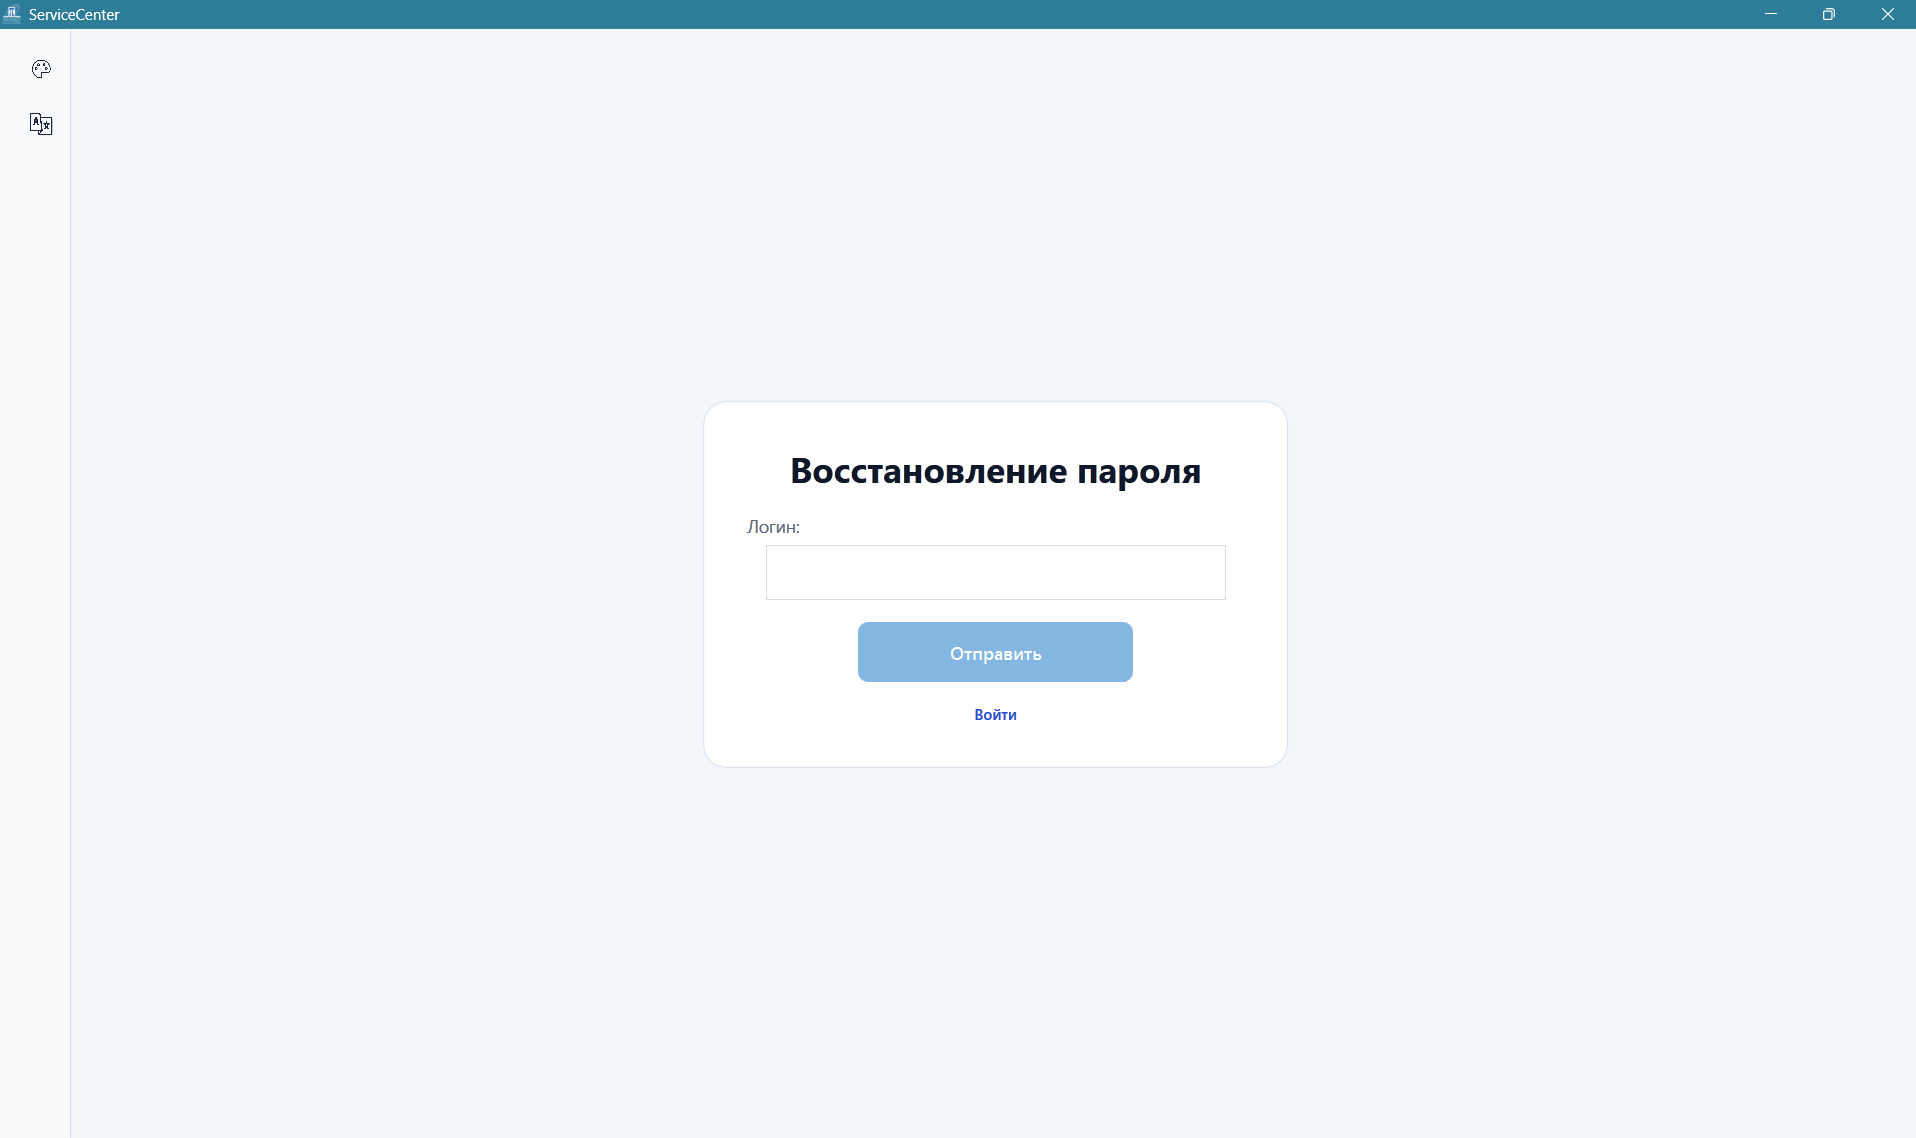 ServiceCenter
Восстановление пароля
Логин:
Отправить
Войти